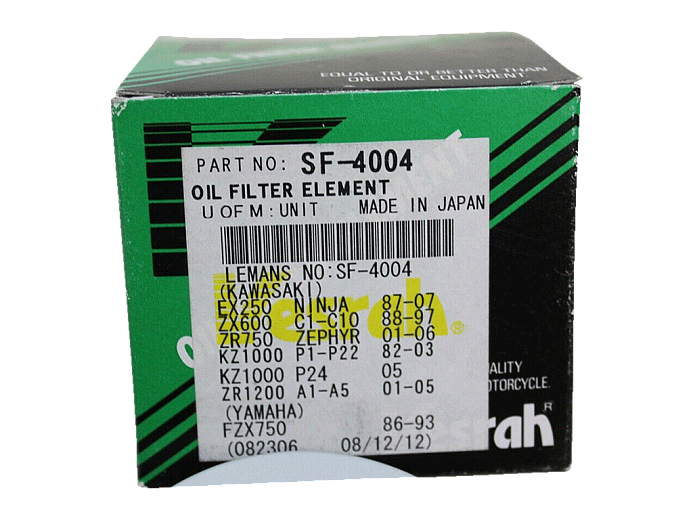 OIL
EQUAL TO OR BETTER THAN
ORIGINAL EQUIPMENT
PART NO: SF-4004
OIL FILTER ELEMENT
U OF M: UNIT MADE IN JAPAN
LEMANS NO:SF-4004
(KAWASAKI)
EX250 NINJA 87-07
ZX600 C1-C10 88-97
ZR750 ZEPHYR 01-06
KZ1000 P1-P22 82-03
KZ1000 P24 05
ZR1200 A1-A5 01-05
(YAMAHA)
FZX750 86-93
(082306 08/12/12)
®
ALITY
OTORCYCLE.
esrah®